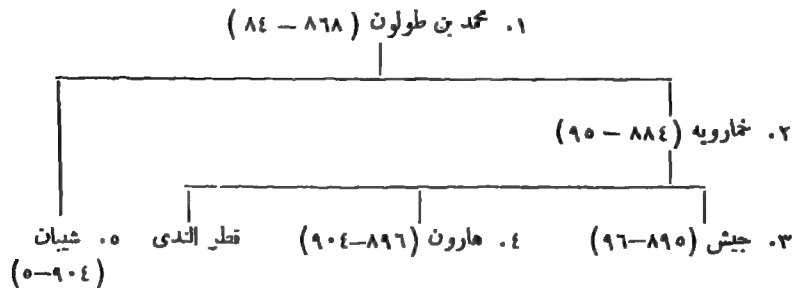 ١. محمد بن طولون (٨٦٨ – ٨٤)
٢. خمارويه (٨٨٤ – ٩٥)
٣. جيش (٨٩٥–٩٦) ٤. هارون (٨٩٦–٩٠٤) قطر الندى ٥. شيبان
(٩٠٤–٥)